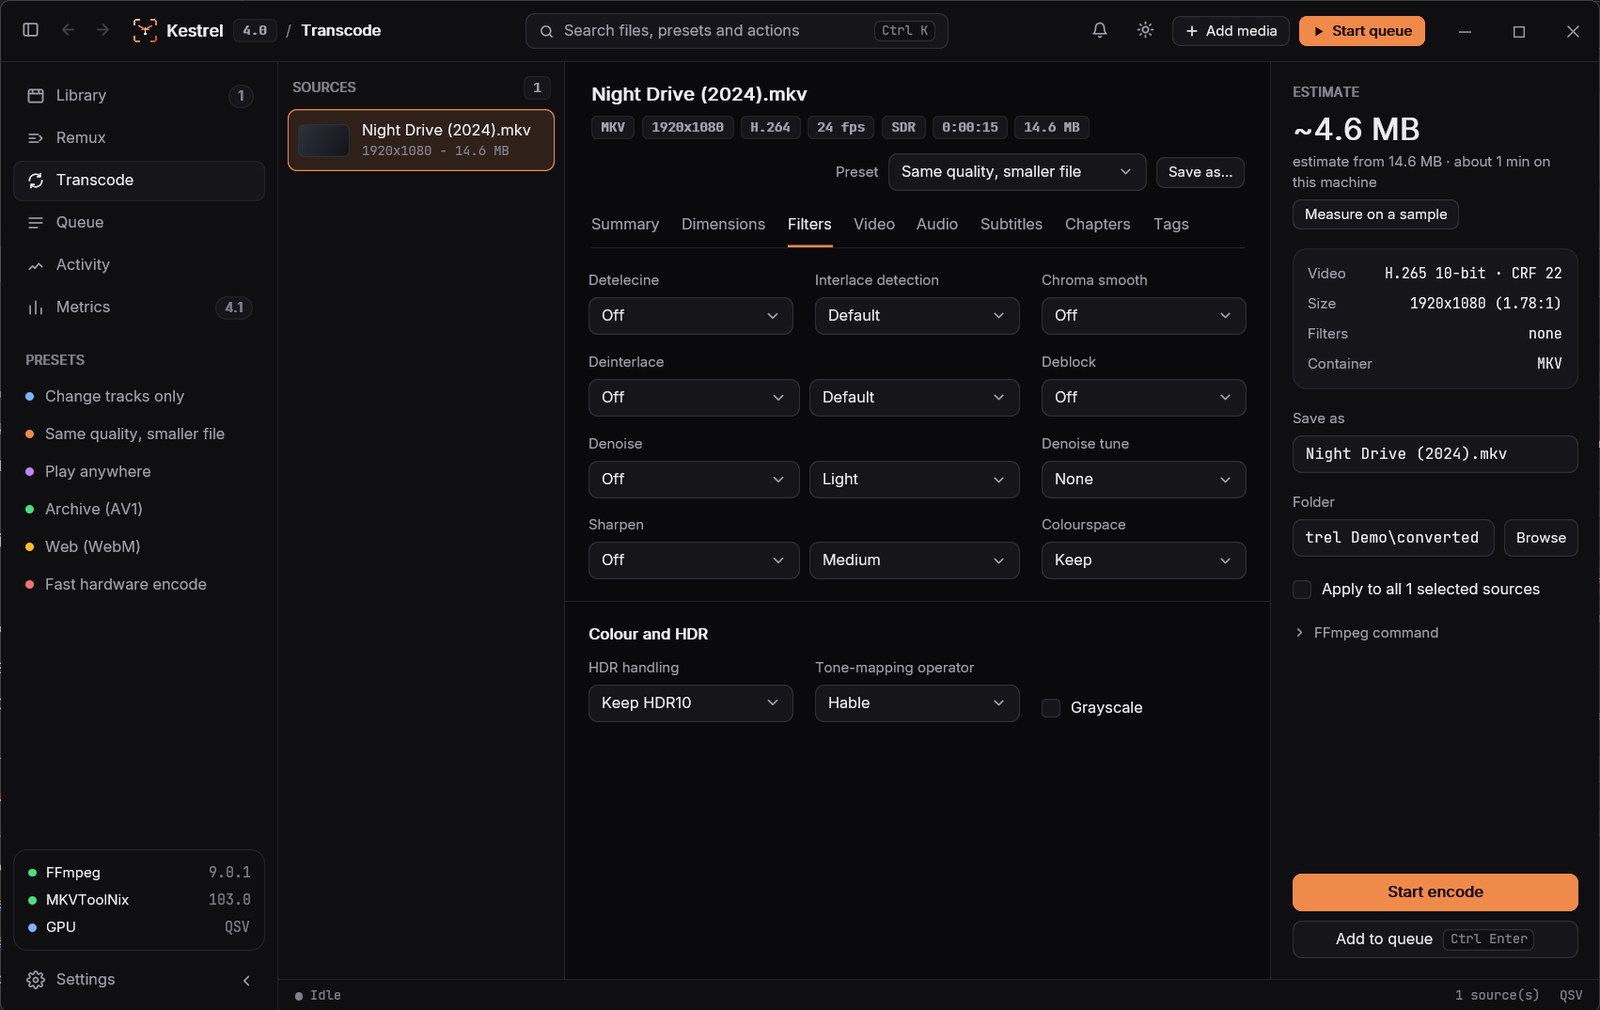 Kestrel 4.0 / Transcode
Search files, presets and actions Ctrl K
Add media
Start queue
Library 1
Remux
Transcode
Queue
Activity
Metrics 4.1
PRESETS
Change tracks only
Same quality, smaller file
Play anywhere
Archive (AV1)
Web (WebM)
Fast hardware encode
FFmpeg 9.0.1
MKVToolNix 103.0
GPU QSV
Settings
SOURCES 1
Night Drive (2024).mkv
1920x1080 - 14.6 MB
Night Drive (2024).mkv
MKV 1920x1080 H.264 24 fps SDR 0:00:15 14.6 MB
Preset Same quality, smaller file Save as...
Summary Dimensions Filters Video Audio Subtitles Chapters Tags
Detelecine Interlace detection Chroma smooth
Off Default Off
Deinterlace Deblock
Off Default Off
Denoise Denoise tune
Off Light None
Sharpen Colourspace
Off Medium Keep
Colour and HDR
HDR handling Tone-mapping operator
Keep HDR10 Hable Grayscale
ESTIMATE
~4.6 MB
estimate from 14.6 MB · about 1 min on
this machine
Measure on a sample
Video H.265 10-bit · CRF 22
Size 1920x1080 (1.78:1)
Filters none
Container MKV
Save as
Night Drive (2024).mkv
Folder
trel Demo\converted Browse
Apply to all 1 selected sources
FFmpeg command
Start encode
Add to queue Ctrl Enter
Idle
1 source(s) QSV